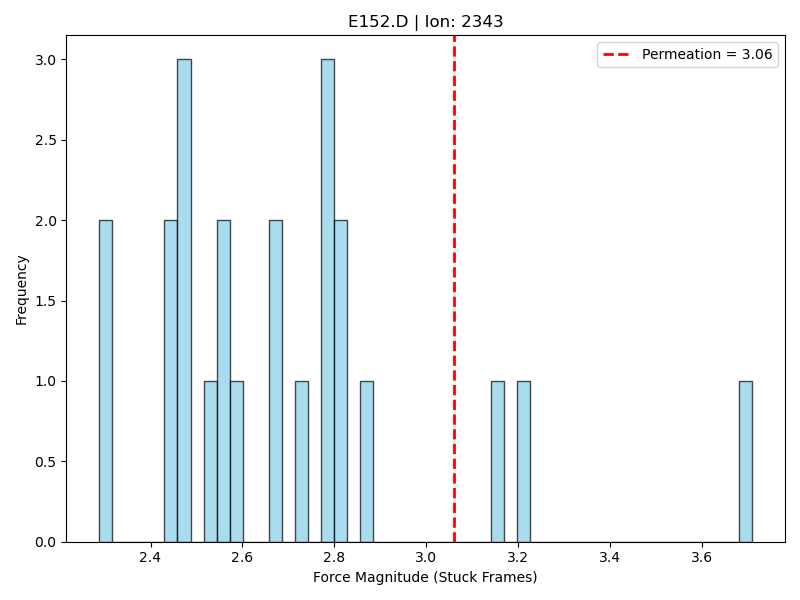 E152.D | Ion: 2343
Permeation = 3.06
3.0
2.5
2.0
1.5
1.0
0.5
0.0
Frequency
2.4 2.6 2.8 3.0 3.2 3.4 3.6
Force Magnitude (Stuck Frames)